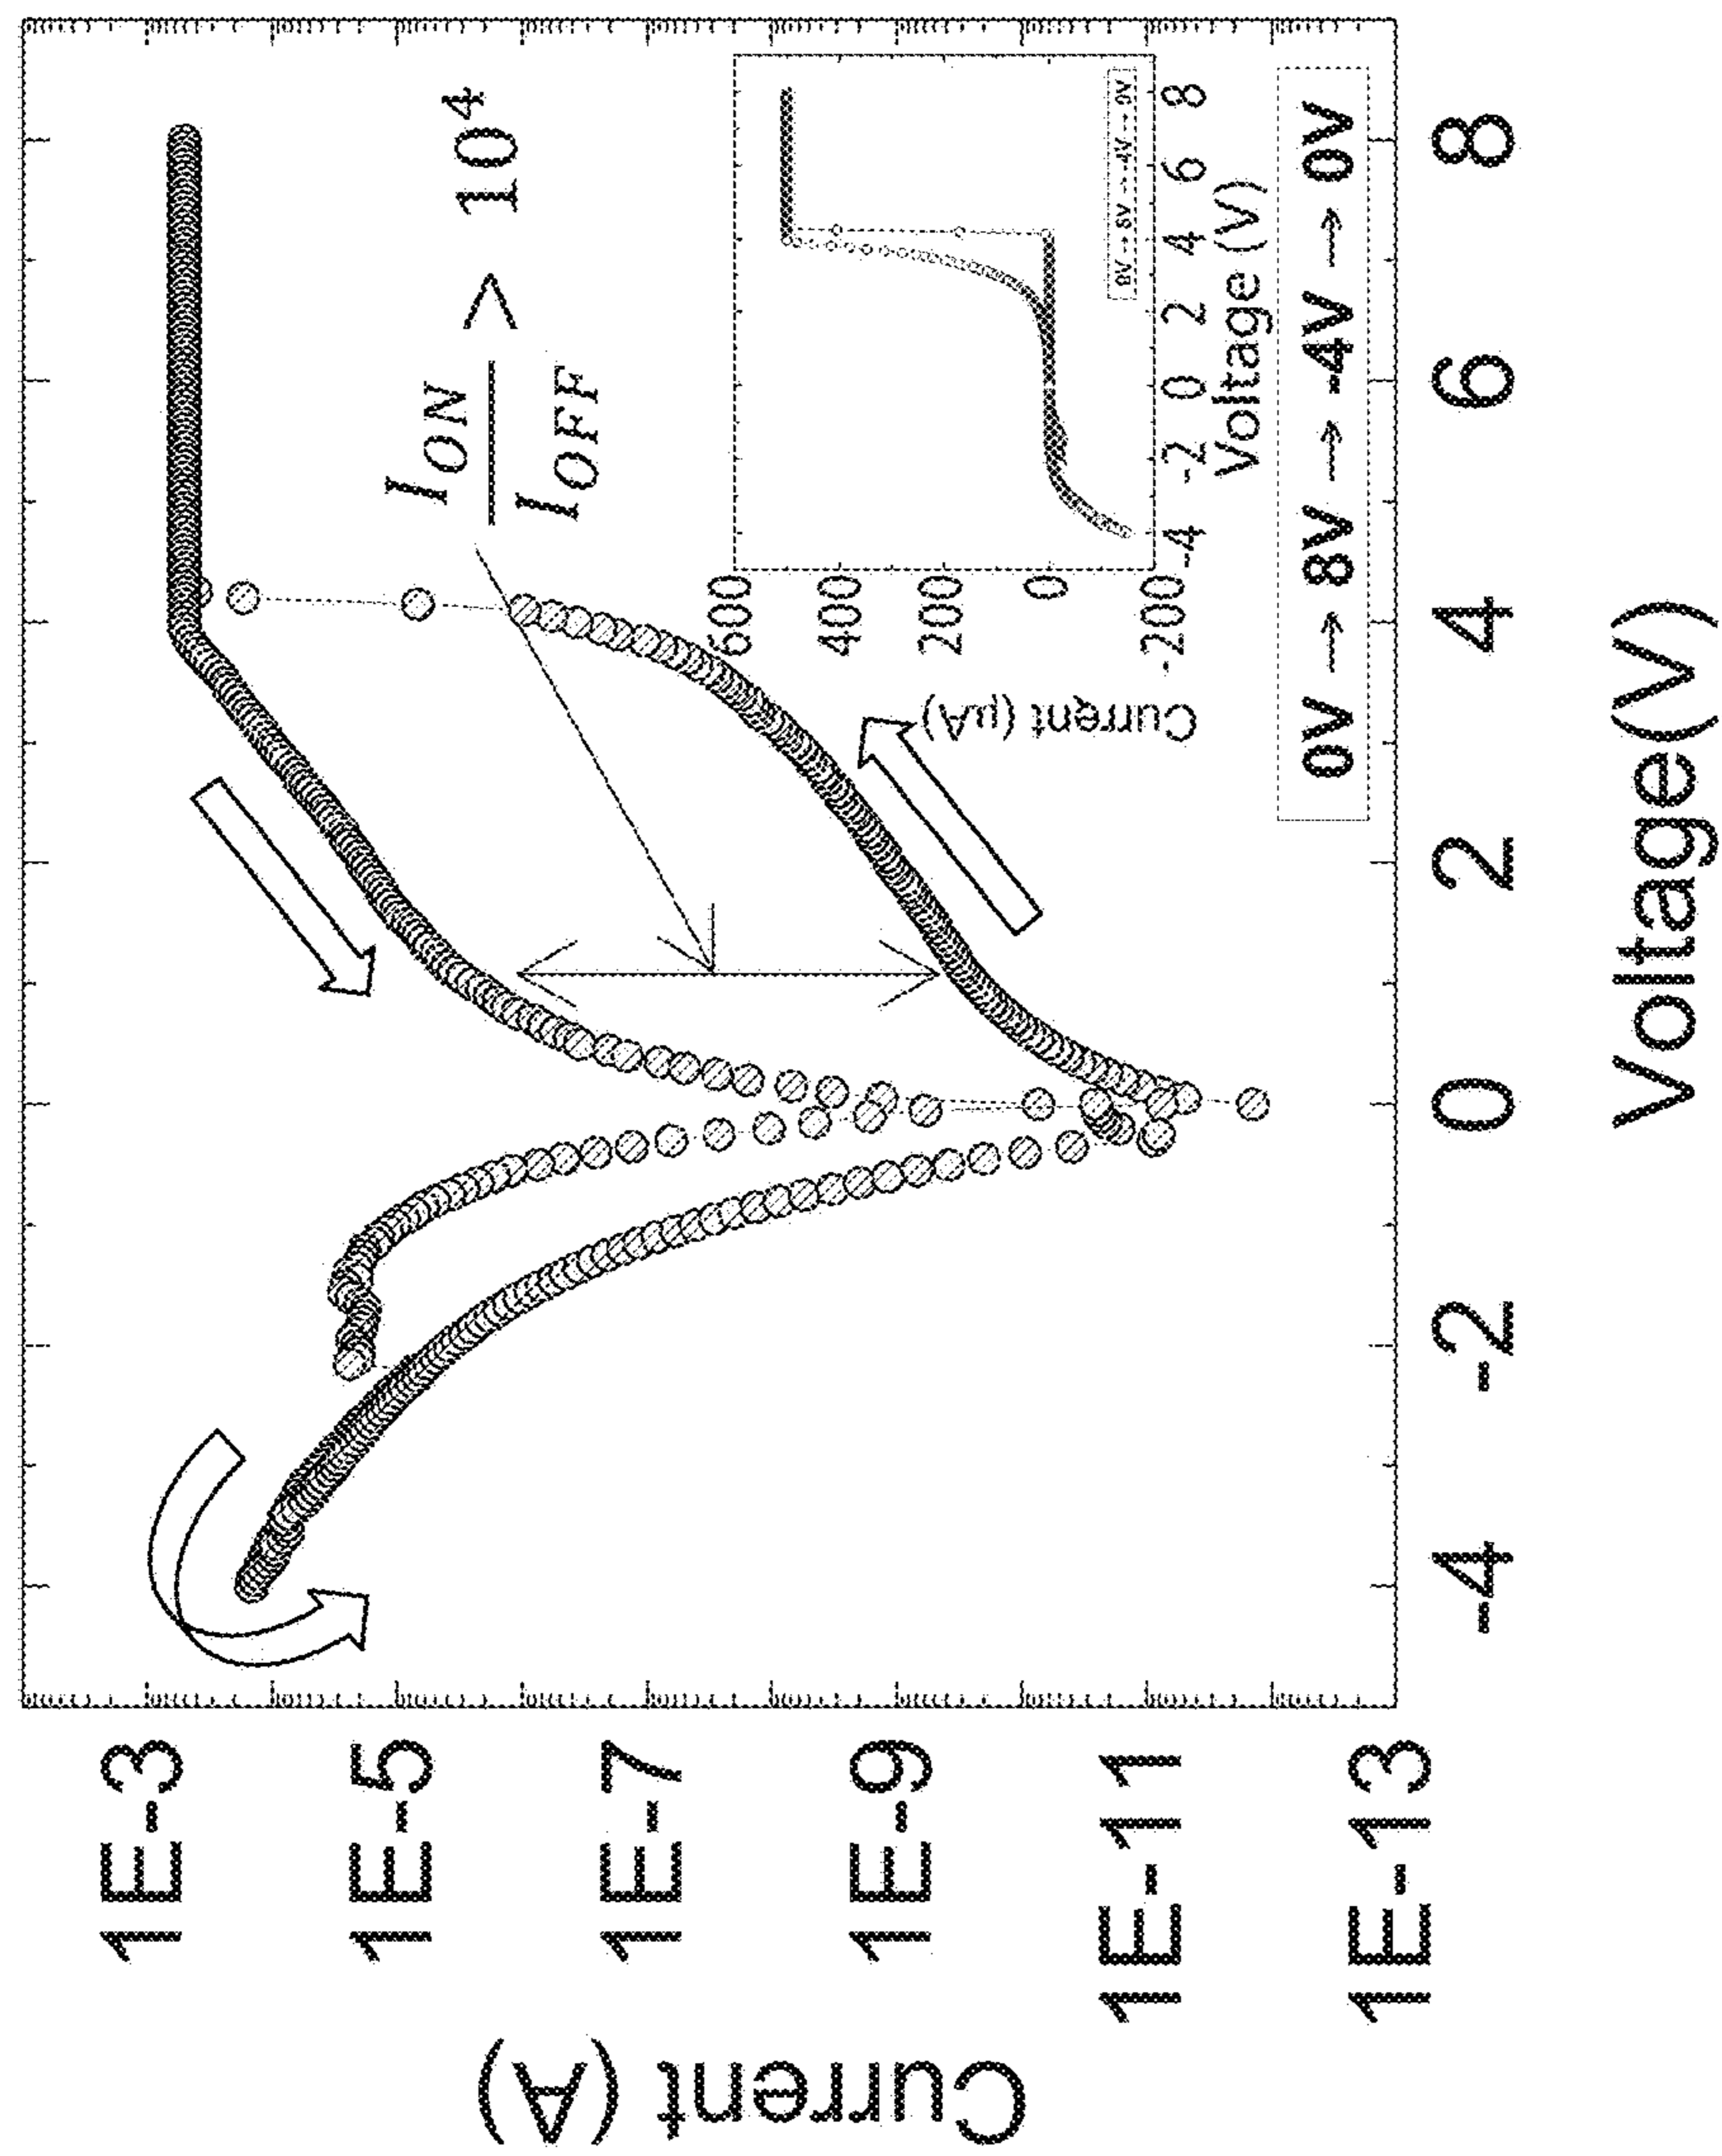 Current (A)
1E-3
1E-5
1E-7
1E-9
1E-11
1E-13
I_ON
I_OFF
> 10^4
Current (μA)
600
400
200
0
-200
-4 -2 0 2 4 6 8
Voltage (V)
0V → 8V → -4V → 0V
-4 -2 0 2 4 6 8
Voltage(V)